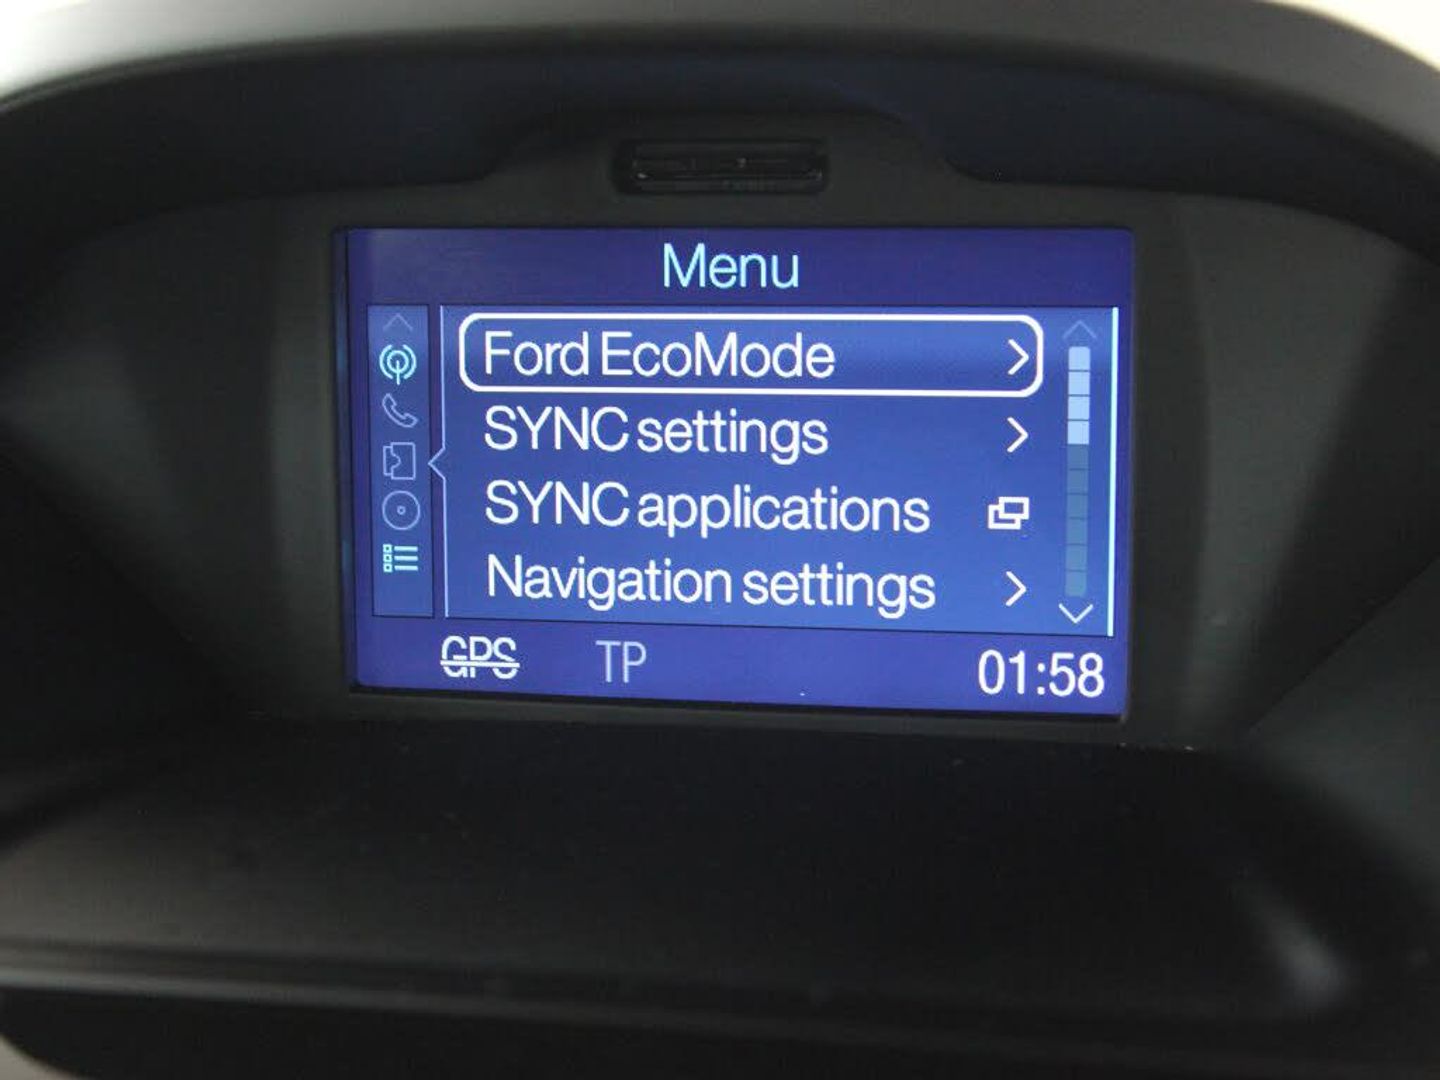 Menu
Ford EcoMode
SYNC settings
SYNC applications
Navigation settings
GPS TP 01:58